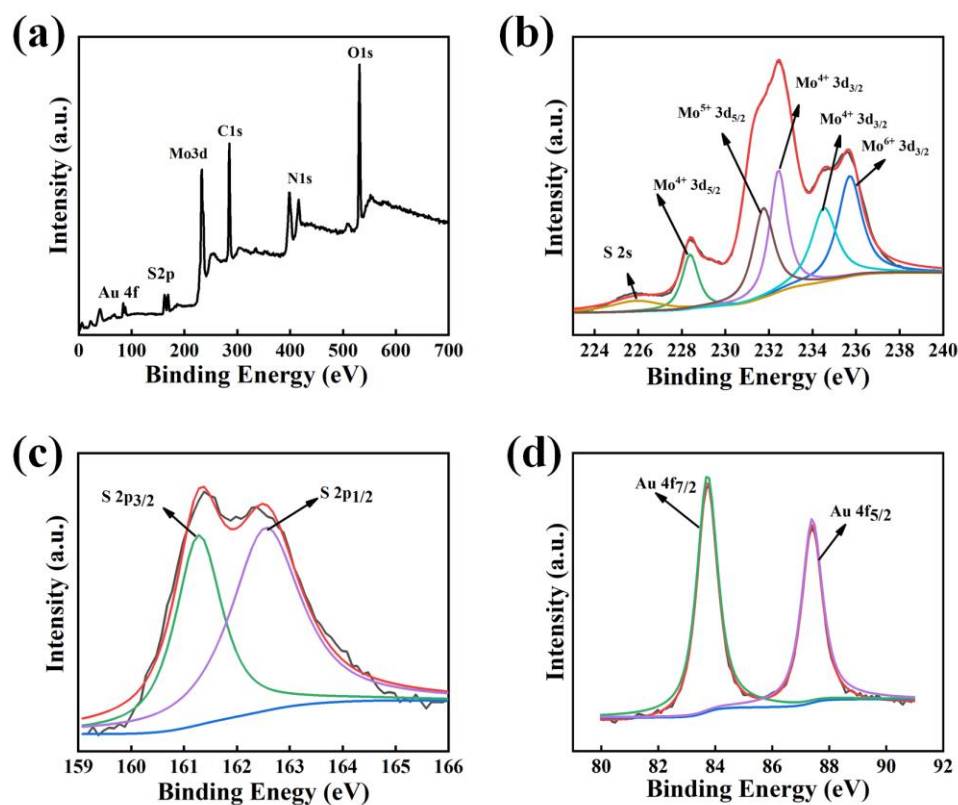 (a)
O1s
C1s
Mo3d
N1s
S2p
Au 4f
Intensity (a.u.)
0 100 200 300 400 500 600 700
Binding Energy (eV)
(b)
Mo4+ 3d3/2
Mo5+ 3d5/2
Mo4+ 3d3/2
Mo6+ 3d3/2
Mo4+ 3d5/2
S 2s
Intensity (a.u.)
224 226 228 230 232 234 236 238 240
Binding Energy (eV)
(c)
S 2p3/2
S 2p1/2
Intensity (a.u.)
159 160 161 162 163 164 165 166
Binding Enegy (eV)
(d)
Au 4f7/2
Au 4f5/2
Intensity (a.u.)
80 82 84 86 88 90 92
Binding Energy (eV)